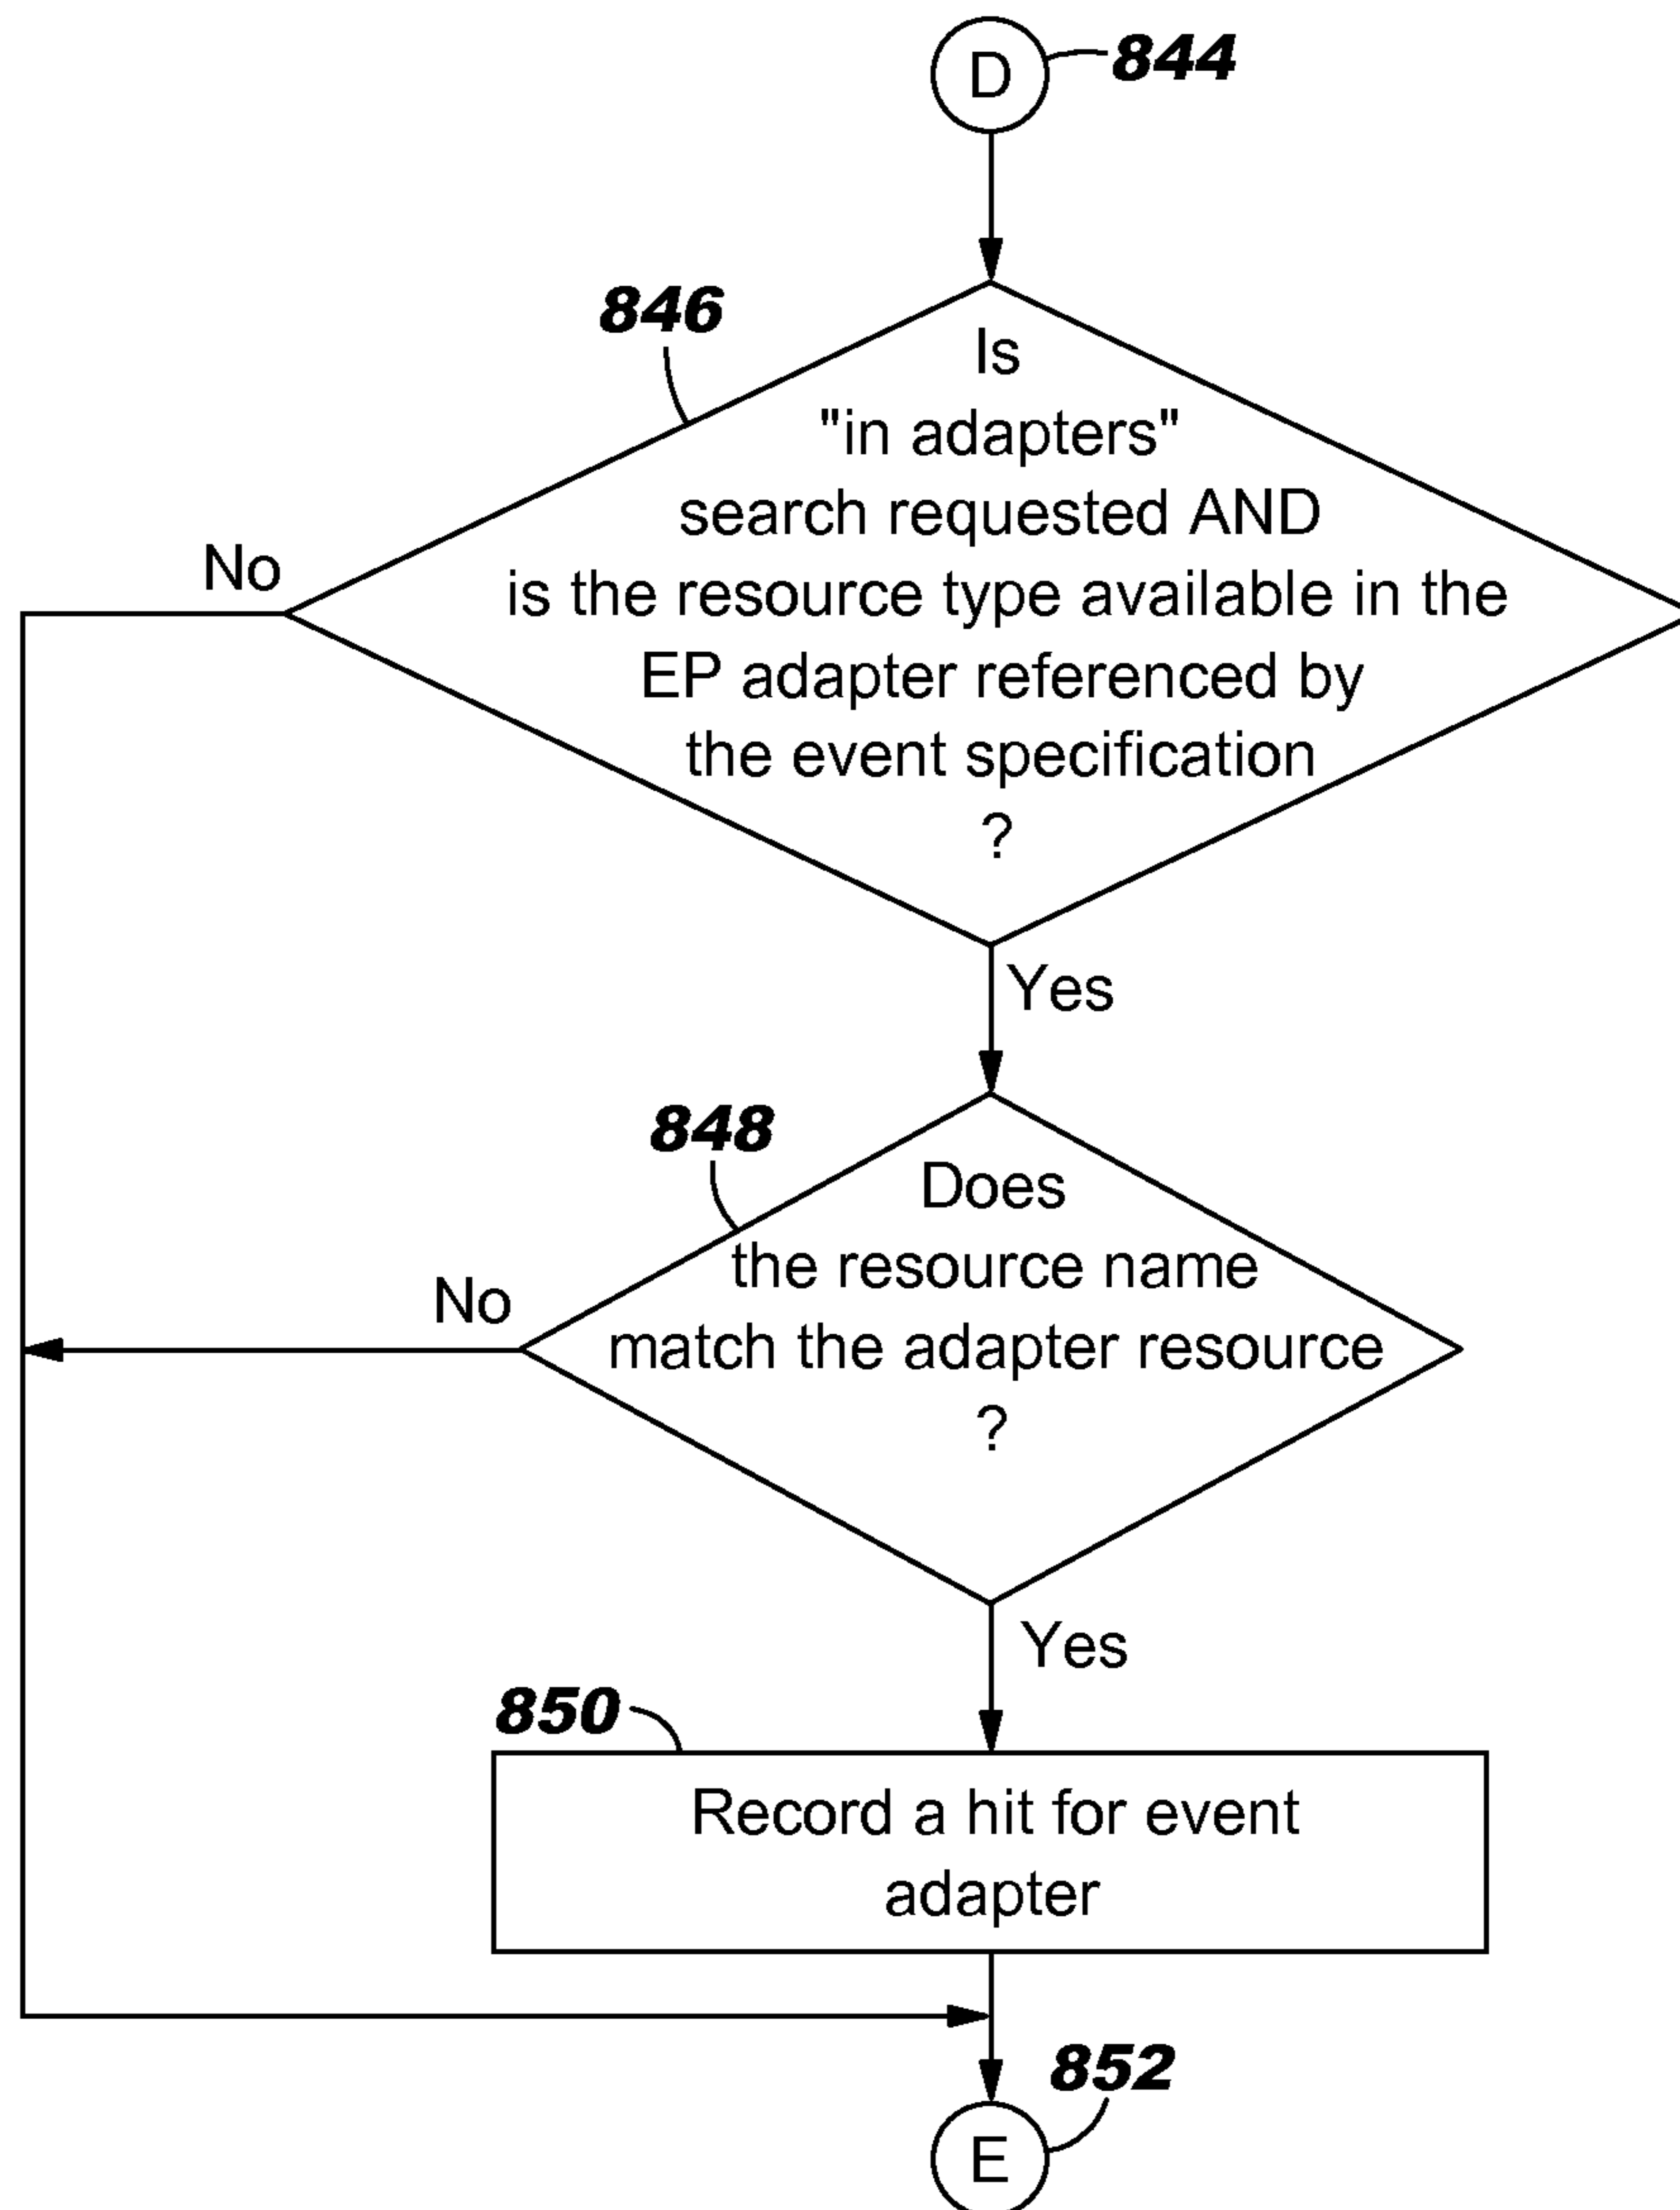 D
844
846
Is
"in adapters"
search requested AND
is the resource type available in the
EP adapter referenced by
the event specification
?
No
Yes
848
Does
the resource name
match the adapter resource
?
No
Yes
850
Record a hit for event
adapter
852
E